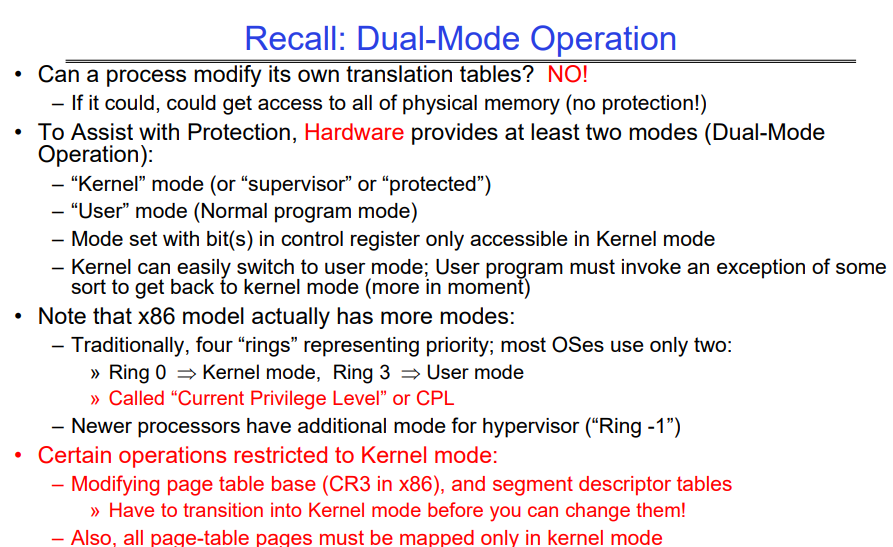 Recall: Dual-Mode Operation
• Can a process modify its own translation tables? NO!
– If it could, could get access to all of physical memory (no protection!)
• To Assist with Protection, Hardware provides at least two modes (Dual-Mode
Operation):
– “Kernel” mode (or “supervisor” or “protected”)
– “User” mode (Normal program mode)
– Mode set with bit(s) in control register only accessible in Kernel mode
– Kernel can easily switch to user mode; User program must invoke an exception of some
sort to get back to kernel mode (more in moment)
• Note that x86 model actually has more modes:
– Traditionally, four “rings” representing priority; most OSes use only two:
» Ring 0 ⇒ Kernel mode, Ring 3 ⇒ User mode
» Called “Current Privilege Level” or CPL
– Newer processors have additional mode for hypervisor (“Ring -1”)
• Certain operations restricted to Kernel mode:
– Modifying page table base (CR3 in x86), and segment descriptor tables
» Have to transition into Kernel mode before you can change them!
– Also, all page-table pages must be mapped only in kernel mode